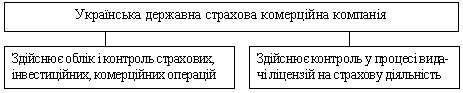 Українська державна страхова комерційна компанія
Здійснює облік і контроль страхових,
інвестиційних, комерційних операцій
Здійснює контроль у процесі вида-
чі ліцензій на страхову діяльність